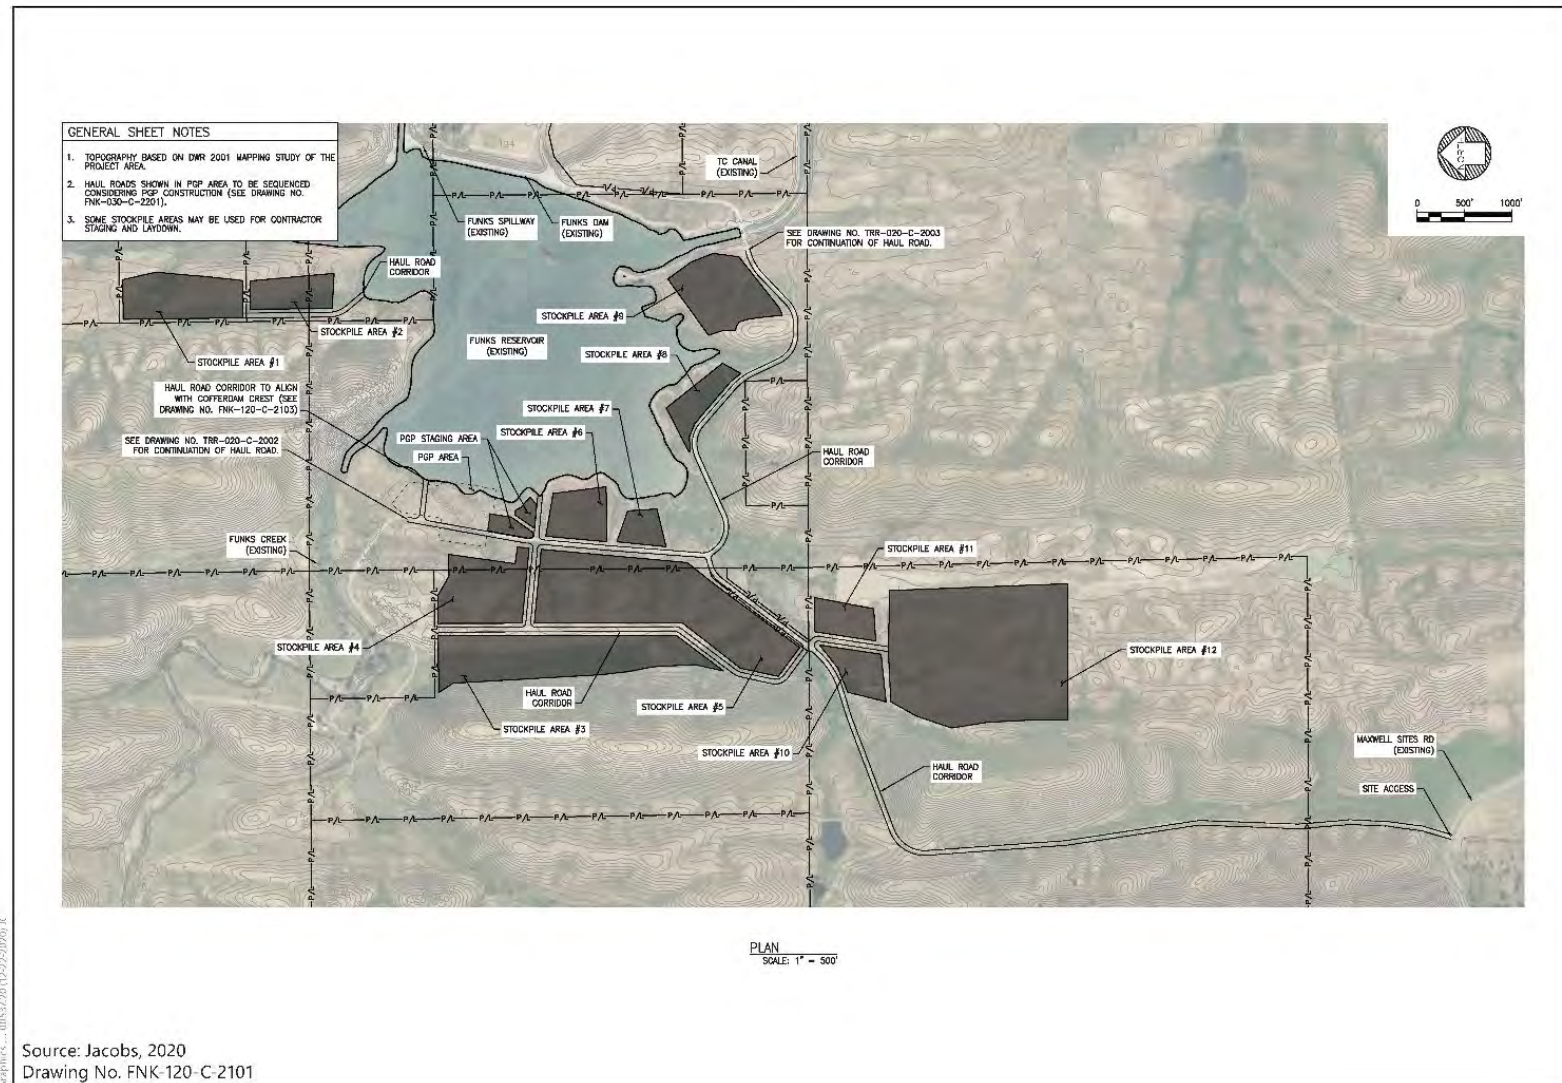 GENERAL SHEET NOTES
1. TOPOGRAPHY BASED ON DWR 2001 MAPPING STUDY OF THE
PROJECT AREA.
2. HAUL ROADS SHOWN IN PGP AREA TO BE SEQUENCED
CONSIDERING PGP CONSTRUCTION (SEE DRAWING NO.
FNK-030-C-2201).
3. SOME STOCKPILE AREAS MAY BE USED FOR CONTRACTOR
STAGING AND LAYDOWN.
TC CANAL
(EXISTING)
0 500' 1000'
FUNKS SPILLWAY
(EXISTING)
FUNKS DAM
(EXISTING)
SEE DRAWING NO. TRR-020-C-2003
FOR CONTINUATION OF HAUL ROAD.
HAUL ROAD
CORRIDOR
STOCKPILE AREA #9
STOCKPILE AREA #2
FUNKS RESERVOIR
(EXISTING)
STOCKPILE AREA #8
STOCKPILE AREA #1
HAUL ROAD CORRIDOR TO ALIGN
WITH COFFERDAM CREST (SEE
DRAWING NO. FNK-120-C-2103)
STOCKPILE AREA #7
SEE DRAWING NO. TRR-020-C-2002
FOR CONTINUATION OF HAUL ROAD.
PGP STAGING AREA
STOCKPILE AREA #6
PGP AREA
HAUL ROAD
CORRIDOR
FUNKS CREEK
(EXISTING)
STOCKPILE AREA #11
STOCKPILE AREA #4
STOCKPILE AREA #12
HAUL ROAD
CORRIDOR
STOCKPILE AREA #5
STOCKPILE AREA #3
STOCKPILE AREA #10
MAXWELL SITES RD
(EXISTING)
HAUL ROAD
CORRIDOR
SITE ACCESS
PLAN
SCALE: 1" = 500'
Source: Jacobs, 2020
Drawing No. FNK-120-C-2101